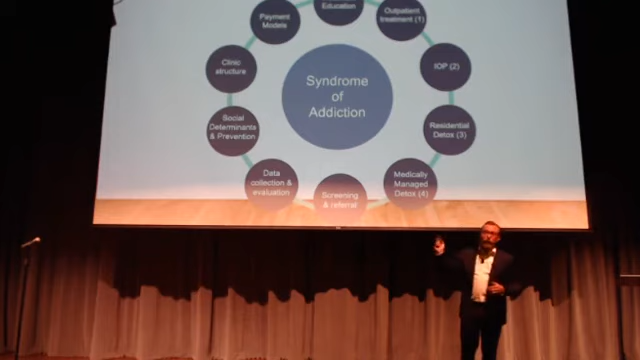 Education
Payment
Models
Outpatient
treatment (1)
Clinic
structure
IOP (2)
Syndrome
of
Addiction
Social
Determinants
& Prevention
Residential
Detox (3)
Data
collection &
evaluation
Medically
Managed
Detox (4)
Screening
& referral